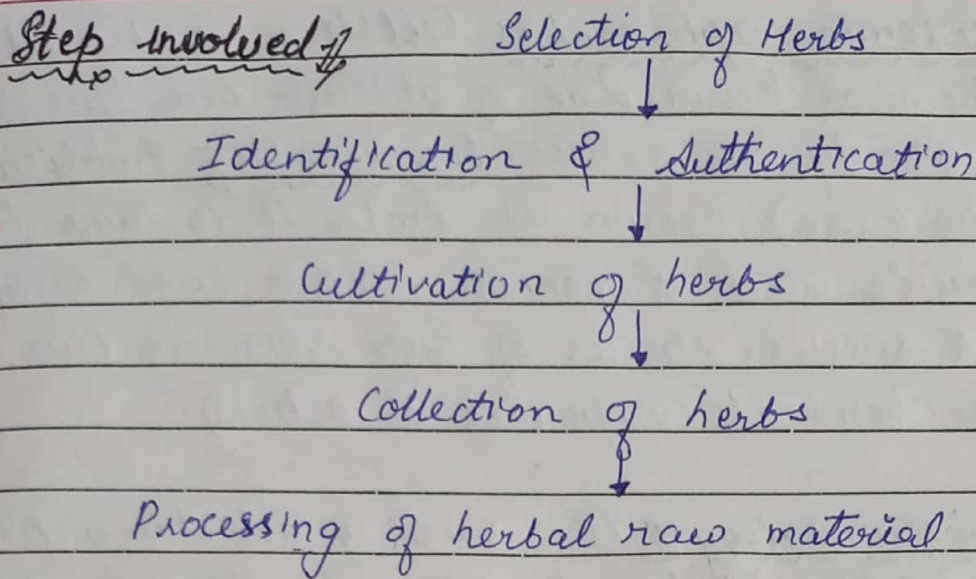 Step involved
Selection of Herbs
Identification & Authentication
Cultivation of herbs
Collection of herbs
Processing of herbal raw material